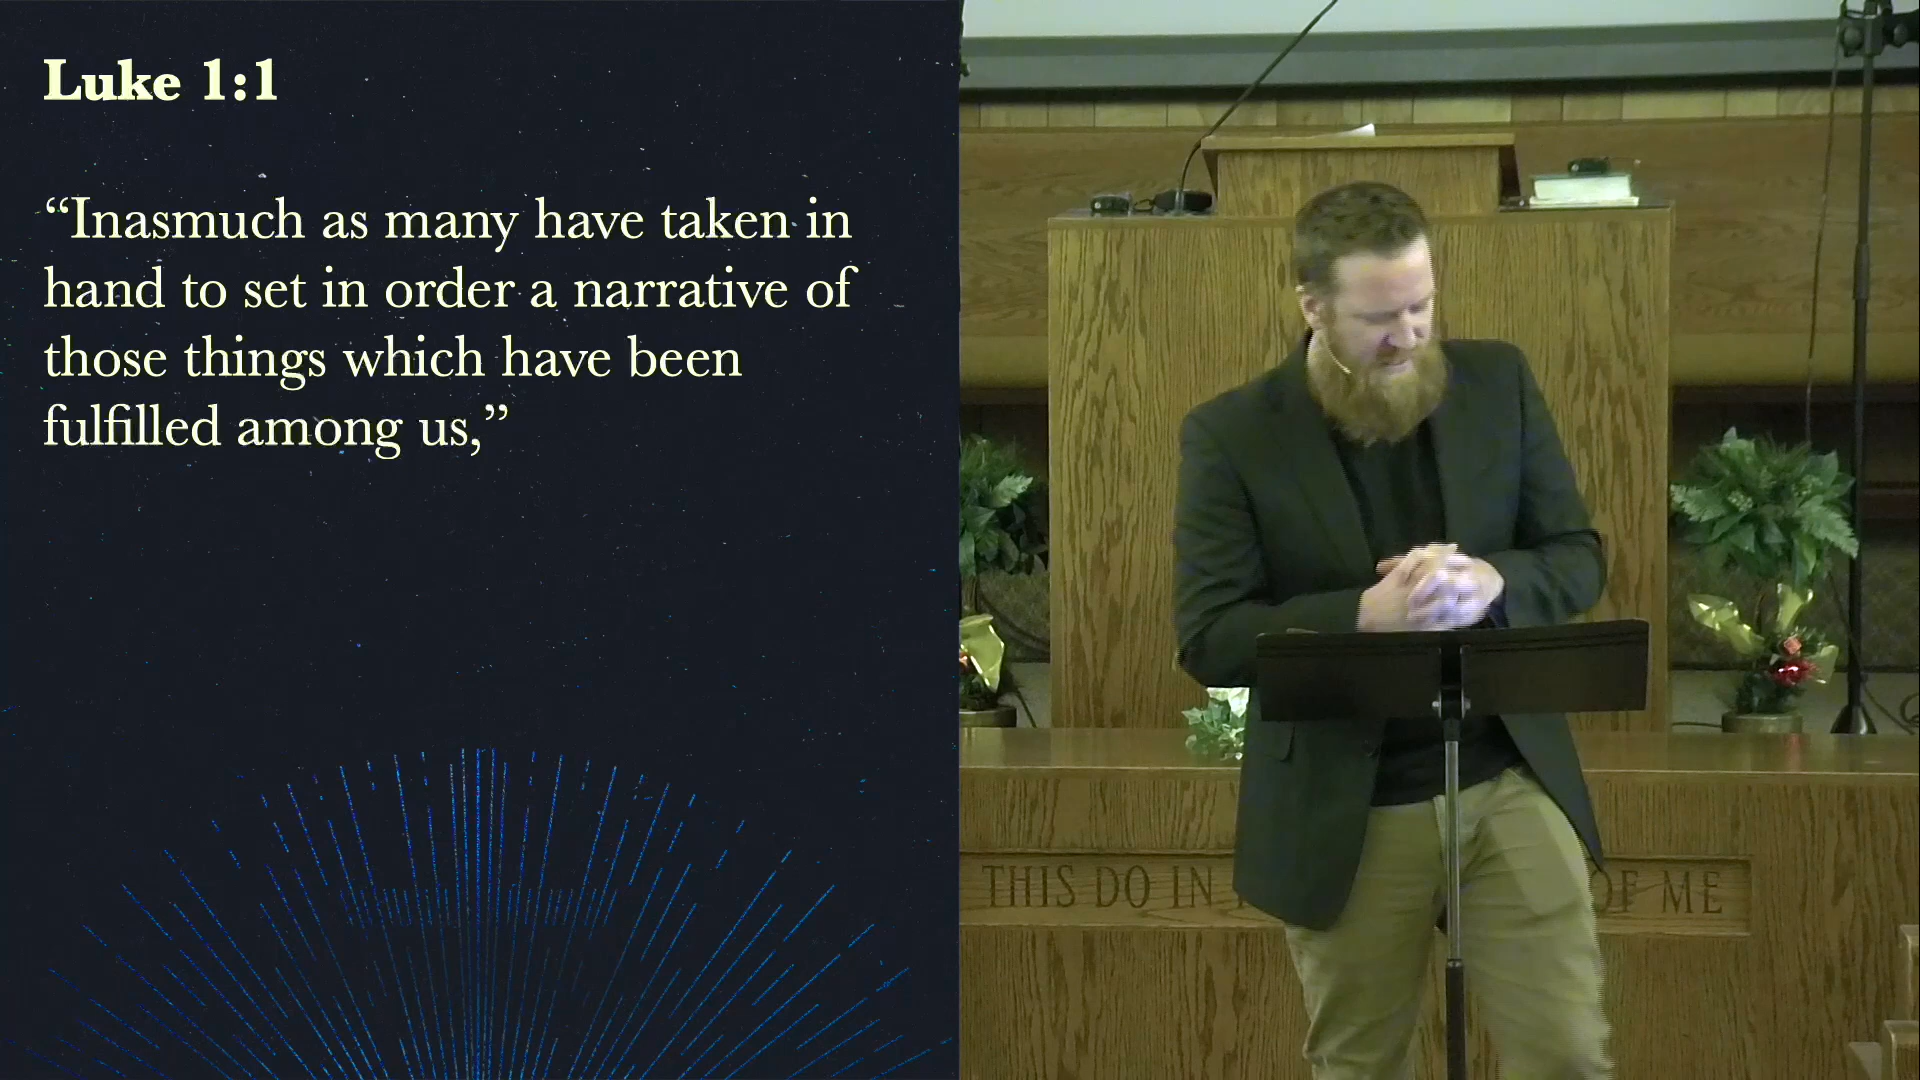 Luke 1:1
“Inasmuch as many have taken in
hand to set in order a narrative of
those things which have been
fulfilled among us,”
THIS DO IN OF ME